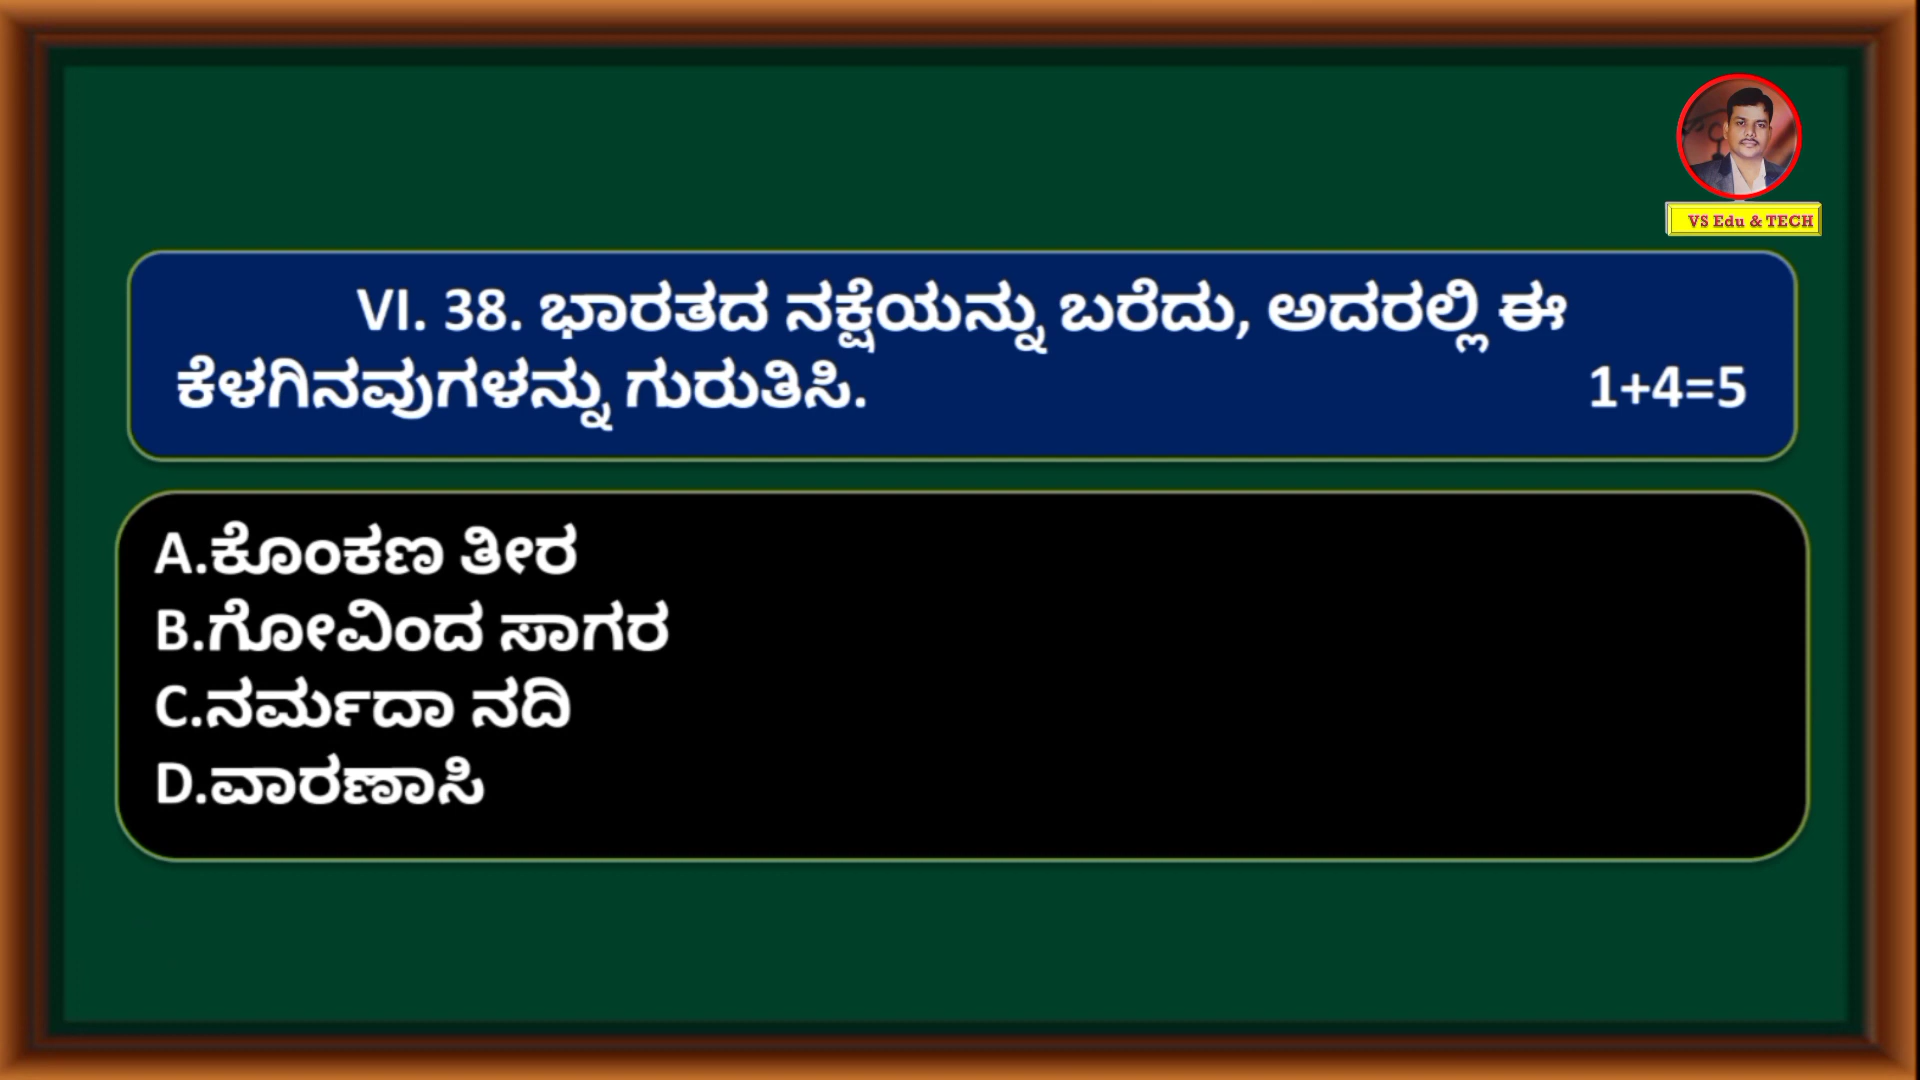 VS Edu & TECH
VI. 38. ಭಾರತದ ನಕ್ಷೆಯನ್ನು ಬರೆದು, ಅದರಲ್ಲಿ ಈ
ಕೆಳಗಿನವುಗಳನ್ನು ಗುರುತಿಸಿ. 1+4=5
A.ಕೊಂಕಣ ತೀರ
B.ಗೋವಿಂದ ಸಾಗರ
C.ನರ್ಮದಾ ನದಿ
D.ವಾರಣಾಸಿ